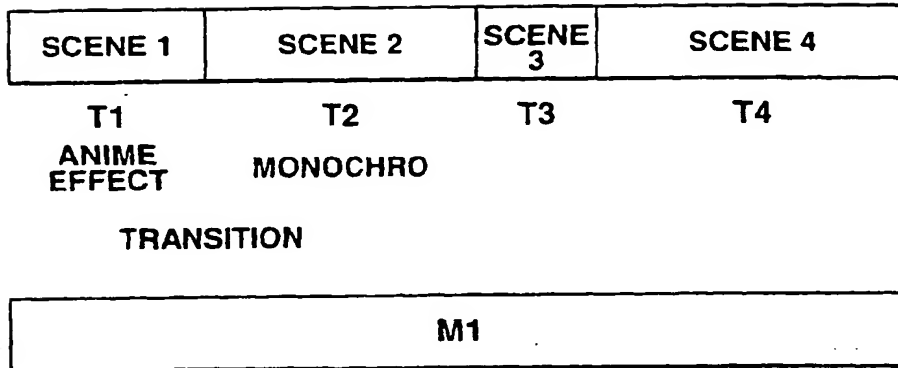 SCENE 1 SCENE 2 SCENE 3 SCENE 4
T1 T2 T3 T4
ANIME EFFECT MONOCHRO
TRANSITION
M1